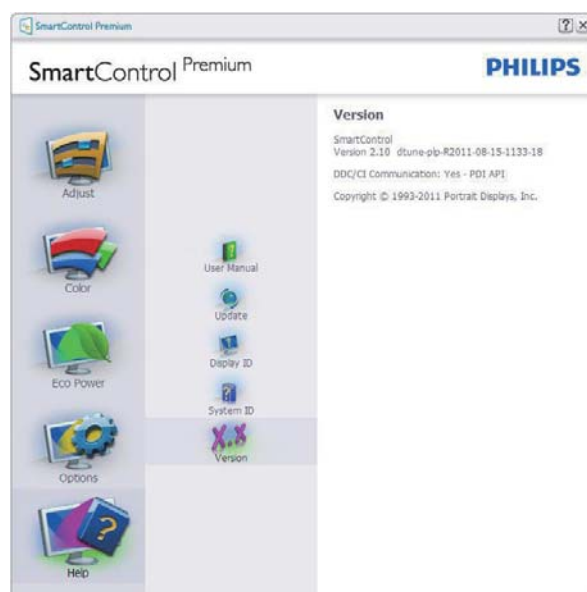 SmartControl Premium
SmartControl Premium
PHILIPS
Adjust
Color
Eco Power
Options
Help
User Manual
Update
Display ID
System ID
X.X
Version
Version
SmartControl
Version 2.10 dtune-plp-R2011-08-15-1133-18
DDC/CI Communication: Yes - PDI API
Copyright © 1993-2011 Portrait Displays, Inc.